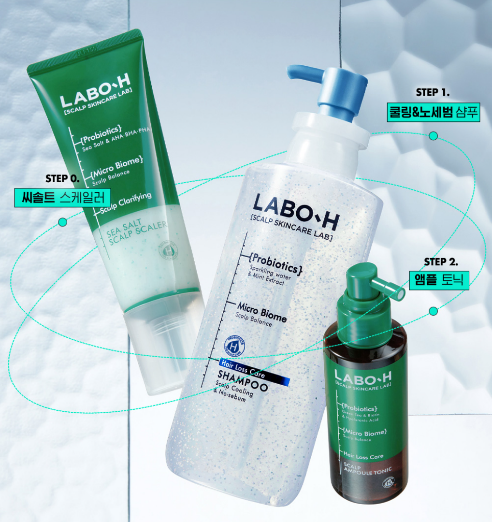 LABO-H
[SCALP SKINCARE LAB]
{Probiotics}
Sea Salt & AHA·BHA·PHA
{Micro Biome}
Scalp Balance
Scalp Clarifying
SEA SALT
SCALP SCALER
STEP 0.
씨솔트 스케일러
STEP 1.
쿨링&노세범 샴푸
LABO-H
[SCALP SKINCARE LAB]
{Probiotics}
Sparkling water
& Mint Extract
Micro Biome
Scalp Balance
Hair Loss Care
SHAMPOO
Scalp Cooling
& No-sebum
STEP 2.
앰플 토닉
LABO-H
[SCALP SKINCARE LAB]
{Probiotics}
{Micro Biome}
Scalp Balance
Hair Loss Care
SCALP
AMPOULE TONIC